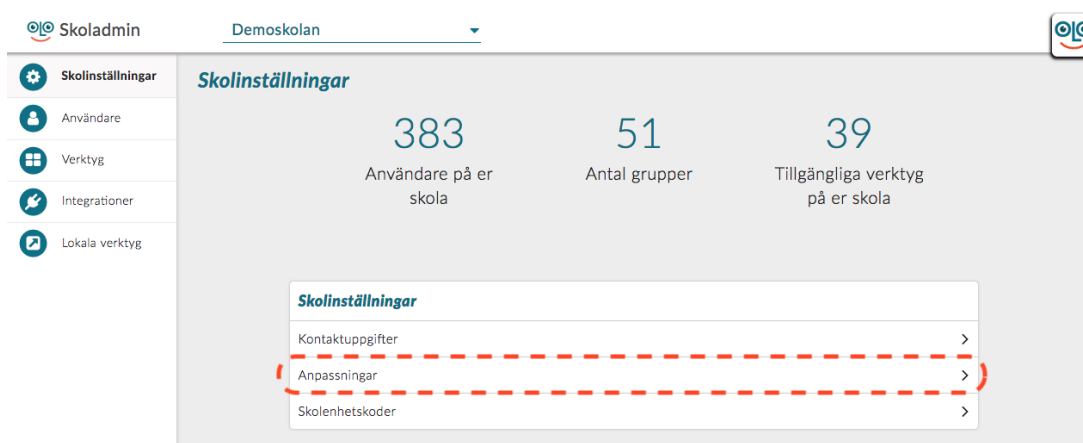 Skoladmin
Demoskolan
Skolinställningar
Användare
Verktyg
Integrationer
Lokala verktyg
Skolinställningar
383
Användare på er
skola
51
Antal grupper
39
Tillgängliga verktyg
på er skola
Skolinställningar
Kontaktuppgifter
Anpassningar
Skolenhetskoder